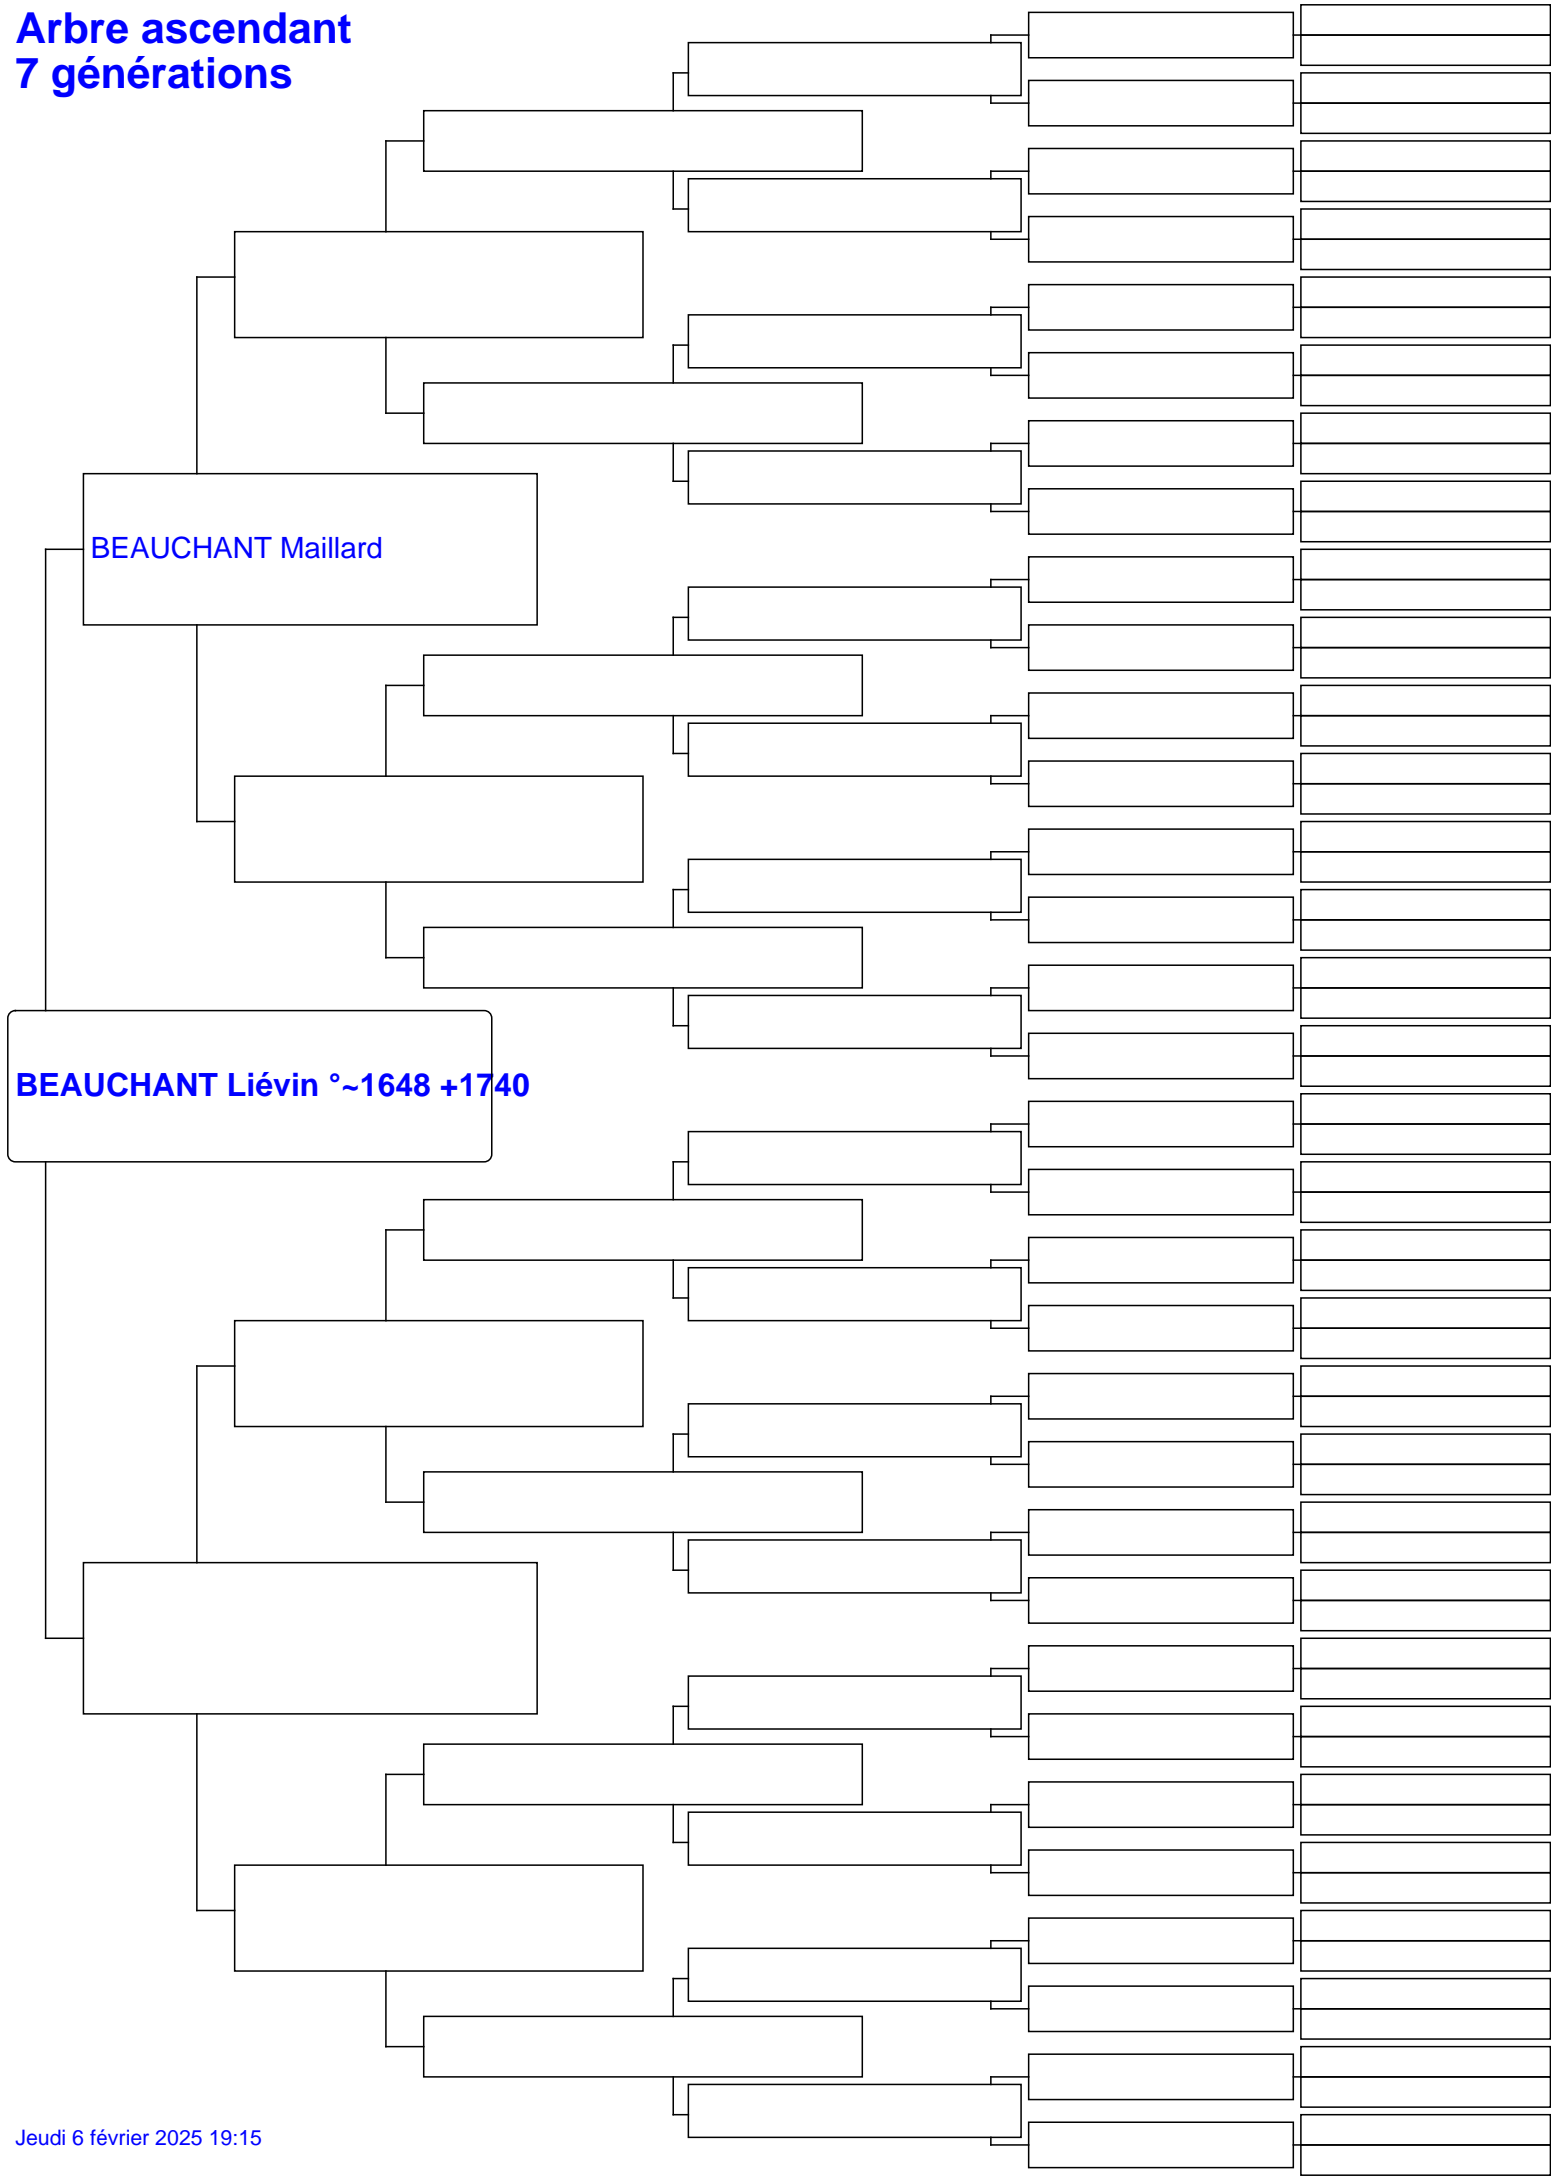 Arbre ascendant
7 générations
BEAUCHANT Maillard
BEAUCHANT Liévin °~1648 +1740
Jeudi 6 février 2025 19:15